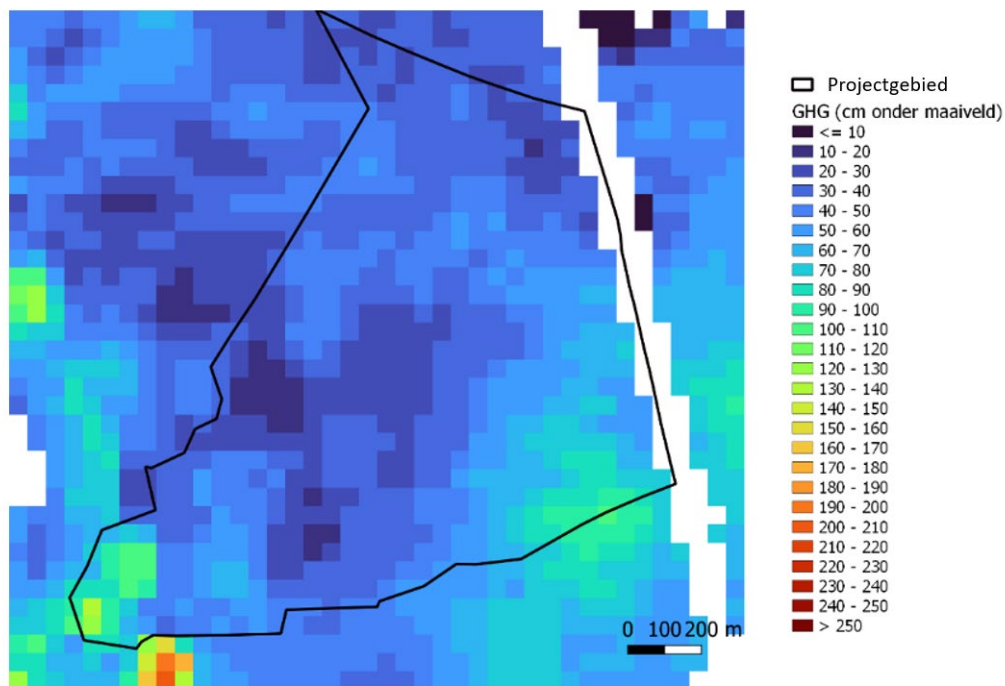 Projectgebied
GHG (cm onder maaiveld)
<= 10
10 - 20
20 - 30
30 - 40
40 - 50
50 - 60
60 - 70
70 - 80
80 - 90
90 - 100
100 - 110
110 - 120
120 - 130
130 - 140
140 - 150
150 - 160
160 - 170
170 - 180
180 - 190
190 - 200
200 - 210
210 - 220
220 - 230
230 - 240
240 - 250
> 250
0 100 200 m